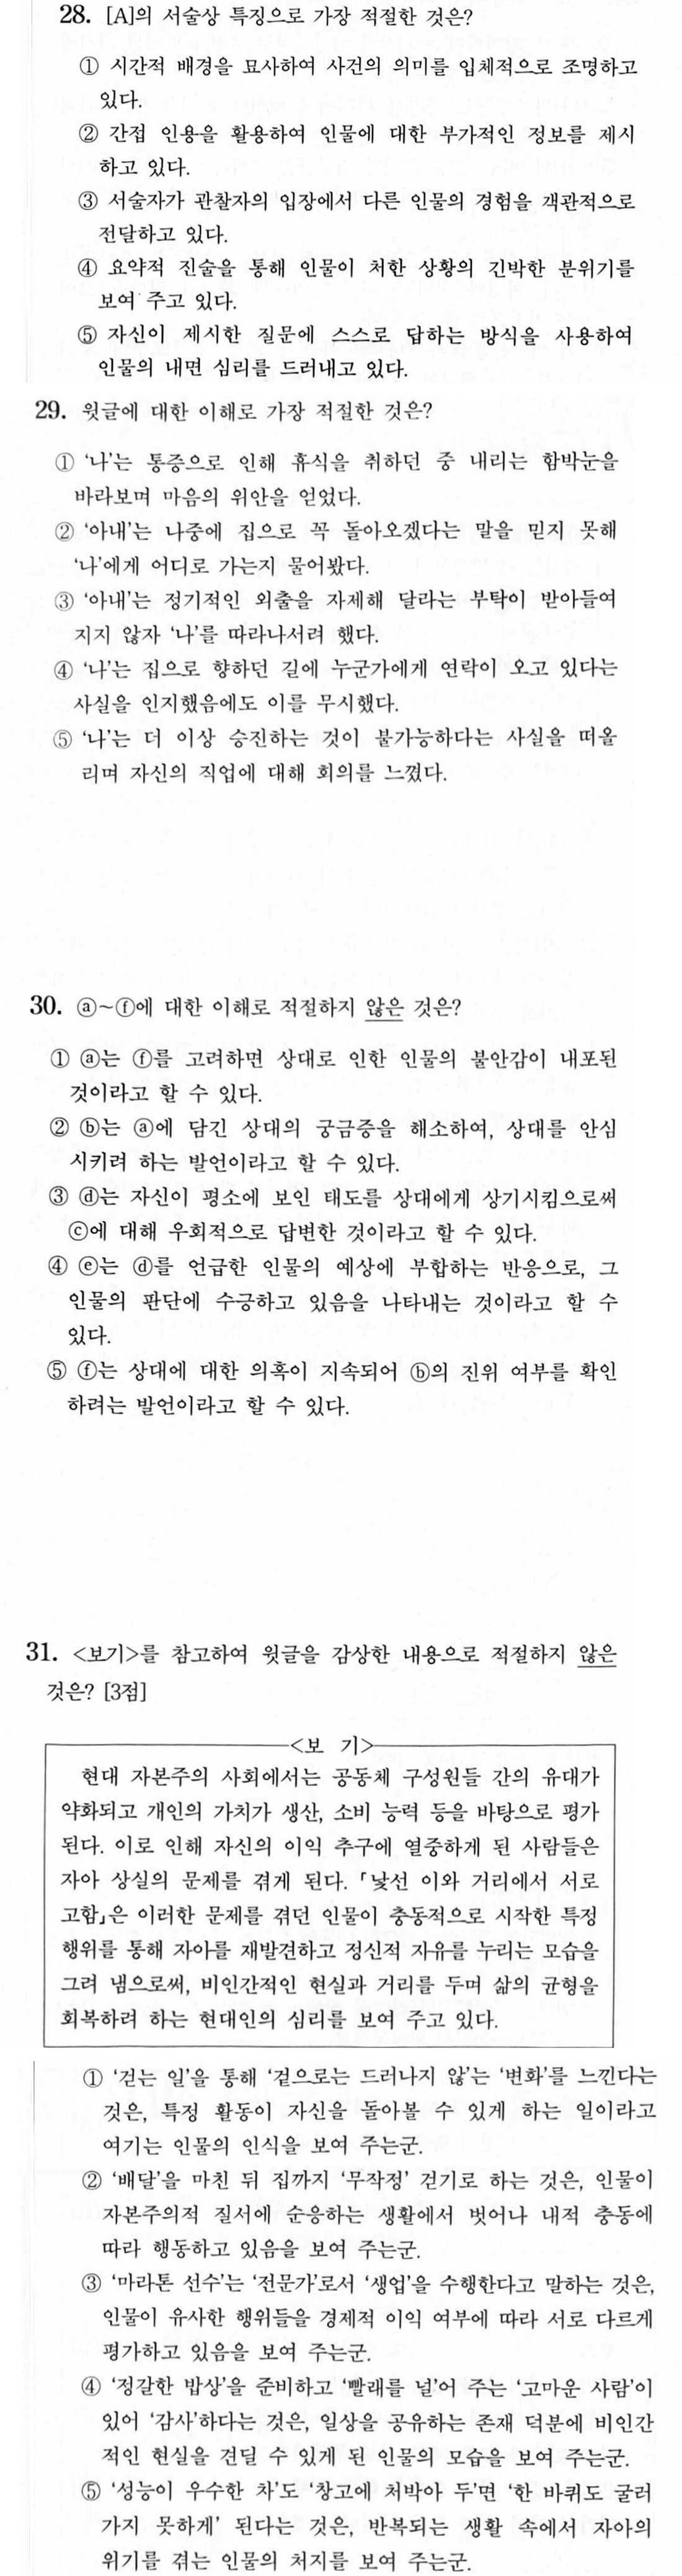 28. [A]의 서술상 특징으로 가장 적절한 것은?
① 시간적 배경을 묘사하여 사건의 의미를 입체적으로 조명하고
있다.
② 간접 인용을 활용하여 인물에 대한 부가적인 정보를 제시
하고 있다.
③ 서술자가 관찰자의 입장에서 다른 인물의 경험을 객관적으로
전달하고 있다.
④ 요약적 진술을 통해 인물이 처한 상황의 긴박한 분위기를
보여 주고 있다.
⑤ 자신이 제시한 질문에 스스로 답하는 방식을 사용하여
인물의 내면 심리를 드러내고 있다.
29. 윗글에 대한 이해로 가장 적절한 것은?
① ‘나’는 통증으로 인해 휴식을 취하던 중 내리는 함박눈을
바라보며 마음의 위안을 얻었다.
② ‘아내’는 나중에 집으로 꼭 돌아오겠다는 말을 믿지 못해
‘나’에게 어디로 가는지 물어봤다.
③ ‘아내’는 정기적인 외출을 자제해 달라는 부탁이 받아들여
지지 않자 ‘나’를 따라나서려 했다.
④ ‘나’는 집으로 향하던 길에 누군가에게 연락이 오고 있다는
사실을 인지했음에도 이를 무시했다.
⑤ ‘나’는 더 이상 승진하는 것이 불가능하다는 사실을 떠올
리며 자신의 직업에 대해 회의를 느꼈다.
30. ⓐ~ⓕ에 대한 이해로 적절하지 않은 것은?
① ⓐ는 ⓕ를 고려하면 상대로 인한 인물의 불안감이 내포된
것이라고 할 수 있다.
② ⓑ는 ⓐ에 담긴 상대의 궁금증을 해소하여, 상대를 안심
시키려 하는 발언이라고 할 수 있다.
③ ⓓ는 자신이 평소에 보인 태도를 상대에게 상기시킴으로써
ⓒ에 대해 우회적으로 답변한 것이라고 할 수 있다.
④ ⓔ는 ⓓ를 언급한 인물의 예상에 부합하는 반응으로, 그
인물의 판단에 수긍하고 있음을 나타내는 것이라고 할 수
있다.
⑤ ⓕ는 상대에 대한 의혹이 지속되어 ⓑ의 진위 여부를 확인
하려는 발언이라고 할 수 있다.
31. <보기>를 참고하여 윗글을 감상한 내용으로 적절하지 않은
것은? [3점]
<보 기>
현대 자본주의 사회에서는 공동체 구성원들 간의 유대가
약화되고 개인의 가치가 생산, 소비 능력 등을 바탕으로 평가
된다. 이로 인해 자신의 이익 추구에 열중하게 된 사람들은
자아 상실의 문제를 겪게 된다. 「낯선 이와 거리에서 서로
고함」은 이러한 문제를 겪던 인물이 충동적으로 시작한 특정
행위를 통해 자아를 재발견하고 정신적 자유를 누리는 모습을
그려 냄으로써, 비인간적인 현실과 거리를 두며 삶의 균형을
회복하려 하는 현대인의 심리를 보여 주고 있다.
① ‘걷는 일’을 통해 ‘겉으로는 드러나지 않’는 ‘변화’를 느낀다는
것은, 특정 활동이 자신을 돌아볼 수 있게 하는 일이라고
여기는 인물의 인식을 보여 주는군.
② ‘배달’을 마친 뒤 집까지 ‘무작정’ 걷기로 하는 것은, 인물이
자본주의적 질서에 순응하는 생활에서 벗어나 내적 충동에
따라 행동하고 있음을 보여 주는군.
③ ‘마라톤 선수’는 ‘전문가’로서 ‘생업’을 수행한다고 말하는 것은,
인물이 유사한 행위들을 경제적 이익 여부에 따라 서로 다르게
평가하고 있음을 보여 주는군.
④ ‘정갈한 밥상’을 준비하고 ‘빨래를 널’어 주는 ‘고마운 사람’이
있어 ‘감사’하다는 것은, 일상을 공유하는 존재 덕분에 비인간
적인 현실을 견딜 수 있게 된 인물의 모습을 보여 주는군.
⑤ ‘성능이 우수한 차’도 ‘창고에 처박아 두’면 ‘한 바퀴도 굴러
가지 못하게’ 된다는 것은, 반복되는 생활 속에서 자아의
위기를 겪는 인물의 처지를 보여 주는군.